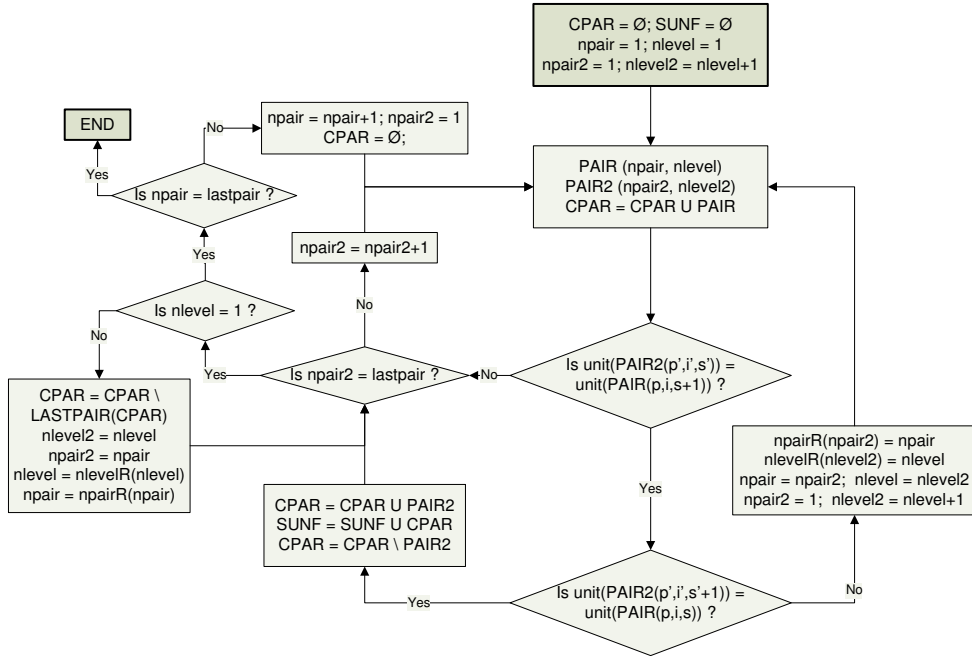 CPAR = Ø; SUNF = Ø
npair = 1; nlevel = 1
npair2 = 1; nlevel2 = nlevel+1
END
npair = npair+1; npair2 = 1
CPAR = Ø;
No
Yes
Is npair = lastpair ?
PAIR (npair, nlevel)
PAIR2 (npair2, nlevel2)
CPAR = CPAR U PAIR
npair2 = npair2+1
Yes
Is nlevel = 1 ?
No
No
Is npair2 = lastpair ?
Yes
No
Is unit(PAIR2(p’,i’,s’)) =
unit(PAIR(p,i,s+1)) ?
CPAR = CPAR \
LASTPAIR(CPAR)
nlevel2 = nlevel
npair2 = npair
nlevel = nlevelR(nlevel)
npair = npairR(npair)
npairR(npair2) = npair
nlevelR(nlevel2) = nlevel
npair = npair2; nlevel = nlevel2
npair2 = 1; nlevel2 = nlevel+1
Yes
CPAR = CPAR U PAIR2
SUNF = SUNF U CPAR
CPAR = CPAR \ PAIR2
Is unit(PAIR2(p’,i’,s’+1)) =
unit(PAIR(p,i,s)) ?
Yes
No